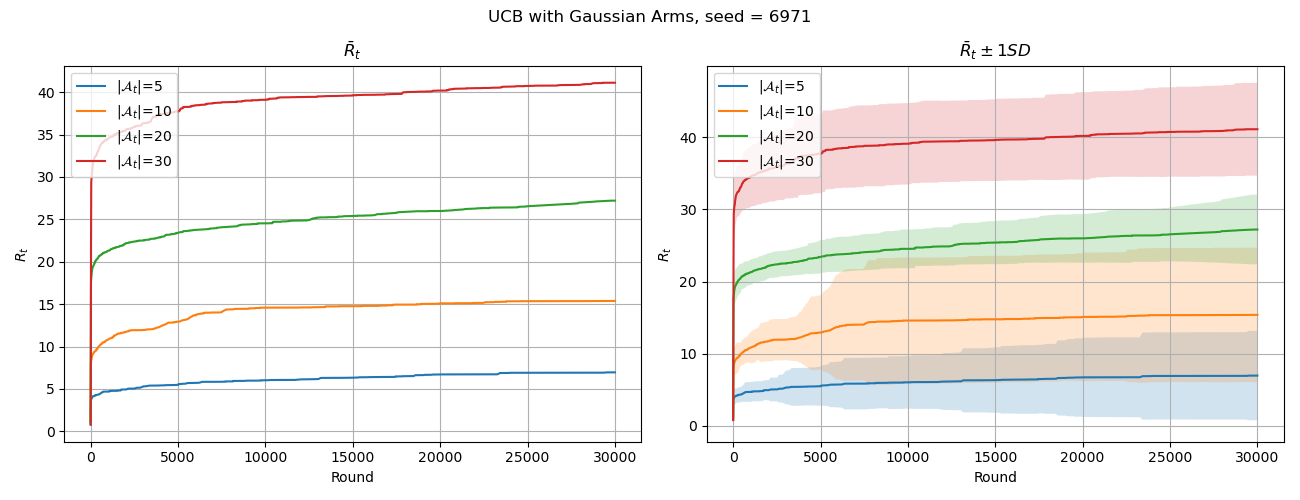 UCB with Gaussian Arms, seed = 6971
R̄ₜ
|𝒜ₜ|=5
|𝒜ₜ|=10
|𝒜ₜ|=20
|𝒜ₜ|=30
40
35
30
25
20
15
10
5
0
Rₜ
0 5000 10000 15000 20000 25000 30000
Round
R̄ₜ ± 1SD
|𝒜ₜ|=5
|𝒜ₜ|=10
|𝒜ₜ|=20
|𝒜ₜ|=30
40
30
20
10
0
Rₜ
0 5000 10000 15000 20000 25000 30000
Round